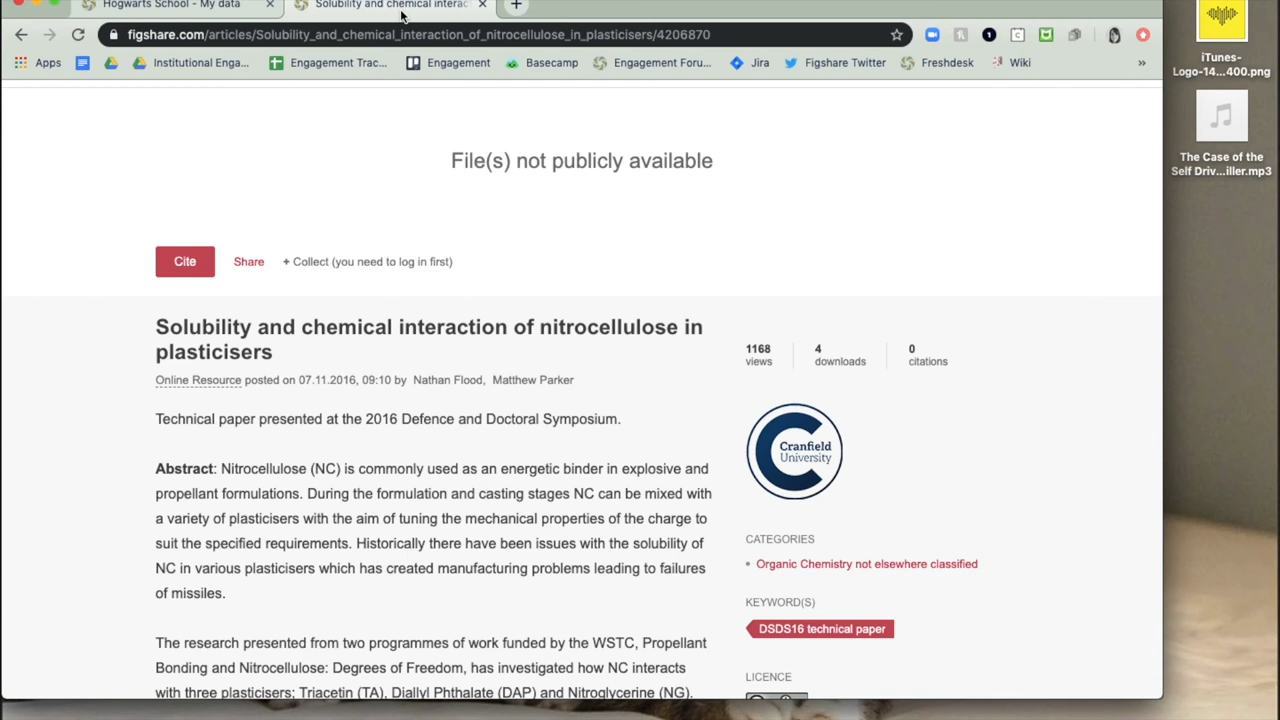 Hogwarts School - My data
Solubility and chemical interac
figshare.com/articles/Solubility_and_chemical_interaction_of_nitrocellulose_in_plasticisers/4206870
Apps Institutional Enga... Engagement Trac... Engagement Basecamp Engagement Foru... Jira Figshare Twitter Freshdesk Wiki »
iTunes-
Logo-14...400.png
The Case of the
Self Driv...iller.mp3
File(s) not publicly available
Cite Share + Collect (you need to log in first)
Solubility and chemical interaction of nitrocellulose in
plasticisers
Online Resource posted on 07.11.2016, 09:10 by Nathan Flood, Matthew Parker
Technical paper presented at the 2016 Defence and Doctoral Symposium.
Abstract: Nitrocellulose (NC) is commonly used as an energetic binder in explosive and
propellant formulations. During the formulation and casting stages NC can be mixed with
a variety of plasticisers with the aim of tuning the mechanical properties of the charge to
suit the specified requirements. Historically there have been issues with the solubility of
NC in various plasticisers which has created manufacturing problems leading to failures
of missiles.
The research presented from two programmes of work funded by the WSTC, Propellant
Bonding and Nitrocellulose: Degrees of Freedom, has investigated how NC interacts
with three plasticisers; Triacetin (TA), Diallyl Phthalate (DAP) and Nitroglycerine (NG).
1168 4 0
views downloads citations
Cranfield
University
CATEGORIES
• Organic Chemistry not elsewhere classified
KEYWORD(S)
DSDS16 technical paper
LICENCE